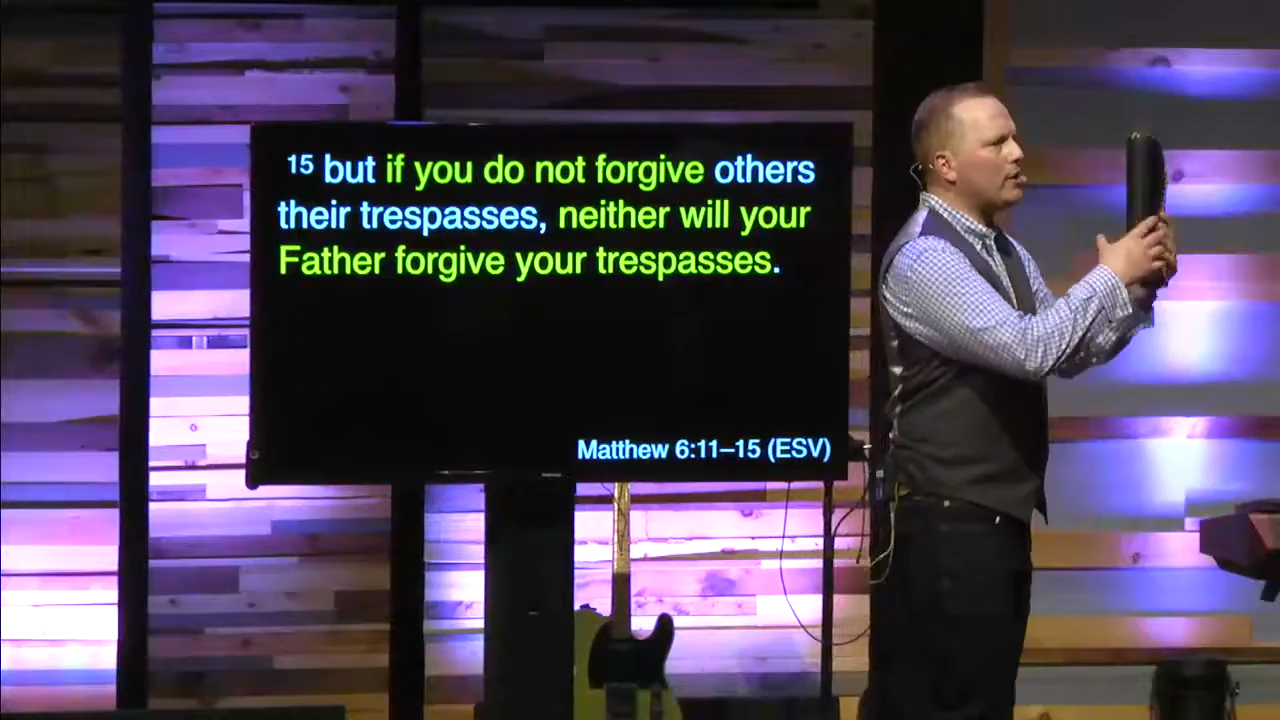 15 but if you do not forgive others
their trespasses, neither will your
Father forgive your trespasses.
Matthew 6:11–15 (ESV)